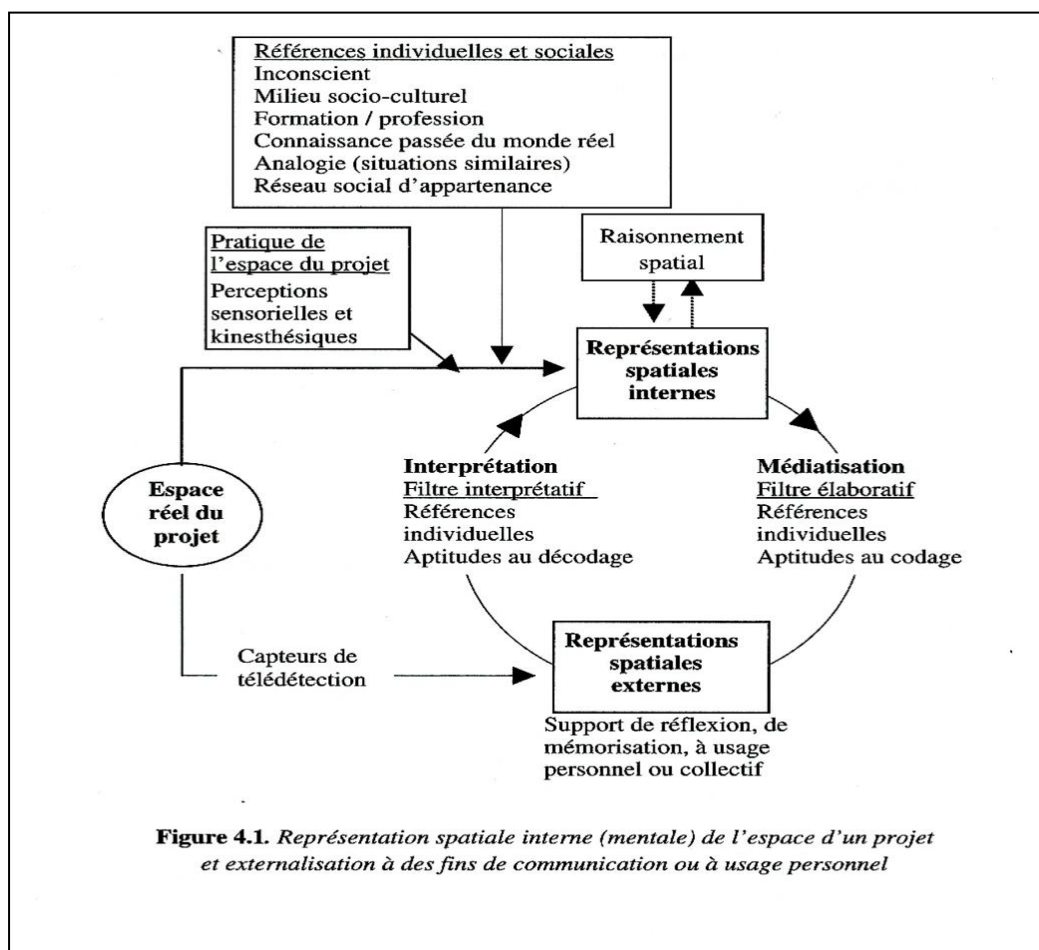 Références individuelles et sociales
Inconscient
Milieu socio-culturel
Formation / profession
Connaissance passée du monde réel
Analogie (situations similaires)
Réseau social d'appartenance
Pratique de
l'espace du projet
Perceptions
sensorielles et
kinesthésiques
Raisonnement
spatial
Représentations
spatiales
internes
Espace
réel du
projet
Interprétation
Filtre interprétatif
Références
individuelles
Aptitudes au décodage
Médiatisation
Filtre élaboratif
Références
individuelles
Aptitudes au codage
Capteurs de
télédétection
Représentations
spatiales
externes
Support de réflexion, de
mémorisation, à usage
personnel ou collectif
Figure 4.1. Représentation spatiale interne (mentale) de l'espace d'un projet
et externalisation à des fins de communication ou à usage personnel